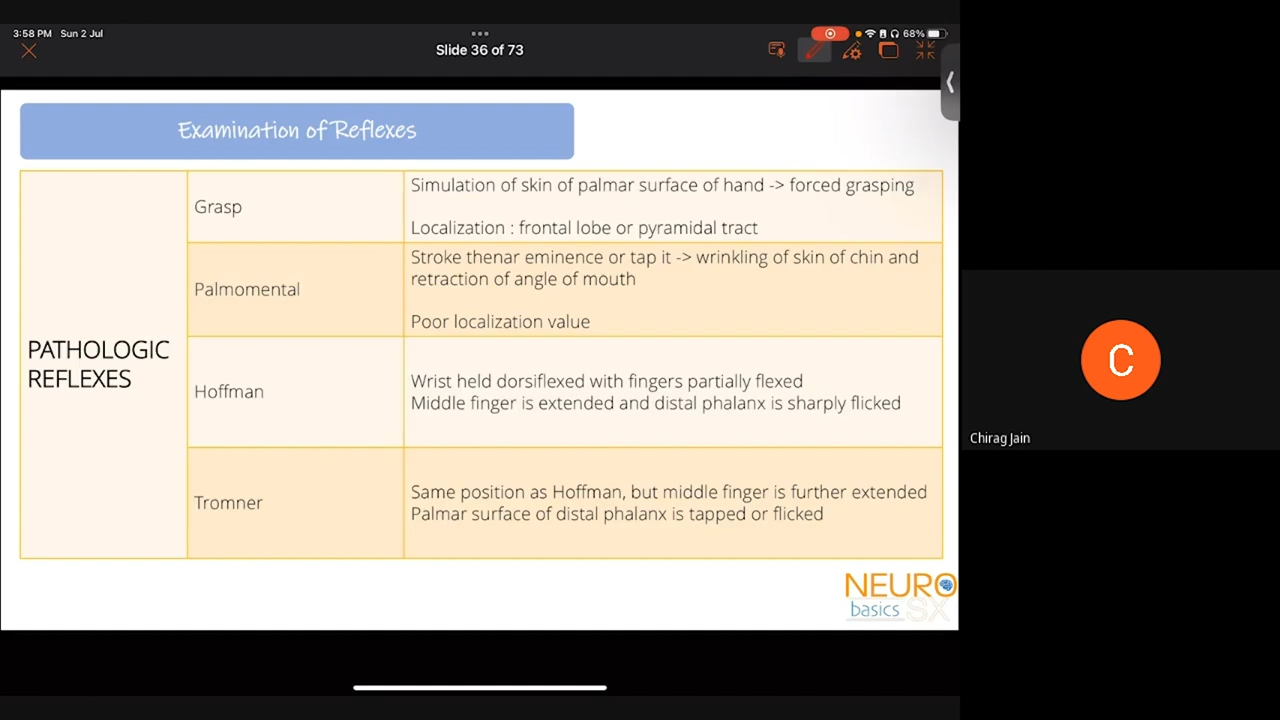 3:58 PM Sun 2 Jul
68%
Slide 36 of 73
Examination of Reflexes
PATHOLOGIC
REFLEXES
Grasp
Simulation of skin of palmar surface of hand -> forced grasping
Localization : frontal lobe or pyramidal tract
Palmomental
Stroke thenar eminence or tap it -> wrinkling of skin of chin and
retraction of angle of mouth
Poor localization value
Hoffman
Wrist held dorsiflexed with fingers partially flexed
Middle finger is extended and distal phalanx is sharply flicked
Tromner
Same position as Hoffman, but middle finger is further extended
Palmar surface of distal phalanx is tapped or flicked
NEURO
basics SX
C
Chirag Jain